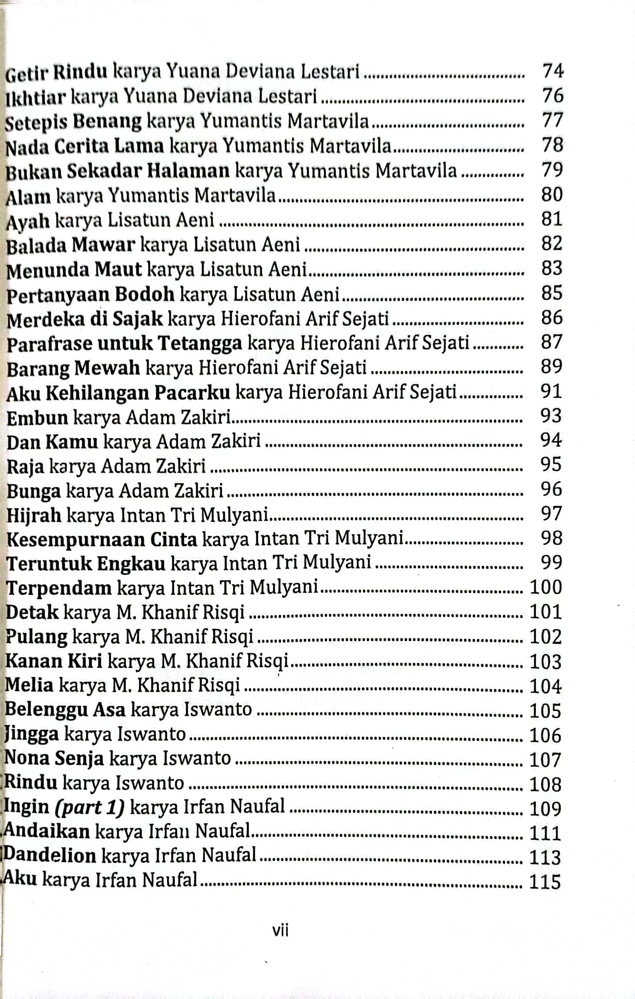 Getir Rindu karya Yuana Deviana Lestari ...................................... 74
Ikhtiar karya Yuana Deviana Lestari ................................................ 76
Setepis Benang karya Yumantis Martavila .................................... 77
Nada Cerita Lama karya Yumantis Martavila ............................... 78
Bukan Sekadar Halaman karya Yumantis Martavila ............... 79
Alam karya Yumantis Martavila .......................................................... 80
Ayah karya Lisatun Aeni ........................................................................ 81
Balada Mawar karya Lisatun Aeni .................................................... 82
Menunda Maut karya Lisatun Aeni ................................................... 83
Pertanyaan Bodoh karya Lisatun Aeni ........................................... 85
Merdeka di Sajak karya Hierofani Arif Sejati ............................... 86
Parafrase untuk Tetangga karya Hierofani Arif Sejati ............ 87
Barang Mewah karya Hierofani Arif Sejati .................................... 89
Aku Kehilangan Pacarku karya Hierofani Arif Sejati ............... 91
Embun karya Adam Zakiri ..................................................................... 93
Dan Kamu karya Adam Zakiri ............................................................. 94
Raja karya Adam Zakiri .......................................................................... 95
Bunga karya Adam Zakiri ...................................................................... 96
Hijrah karya Intan Tri Mulyani ............................................................ 97
Kesempurnaan Cinta karya Intan Tri Mulyani ............................ 98
Teruntuk Engkau karya Intan Tri Mulyani ................................... 99
Terpendam karya Intan Tri Mulyani ................................................ 100
Detak karya M. Khanif Risqi ................................................................. 101
Pulang karya M. Khanif Risqi ............................................................... 102
Kanan Kiri karya M. Khanif Risqi ....................................................... 103
Melia karya M. Khanif Risqi .................................................................. 104
Belenggu Asa karya Iswanto ............................................................... 105
Jingga karya Iswanto ............................................................................... 106
Nona Senja karya Iswanto .................................................................... 107
Rindu karya Iswanto ............................................................................... 108
Ingin (part 1) karya Irfan Naufal ....................................................... 109
Andaikan karya Irfan Naufal ................................................................ 111
Dandelion karya Irfan Naufal .............................................................. 113
Aku karya Irfan Naufal ............................................................................ 115
vii